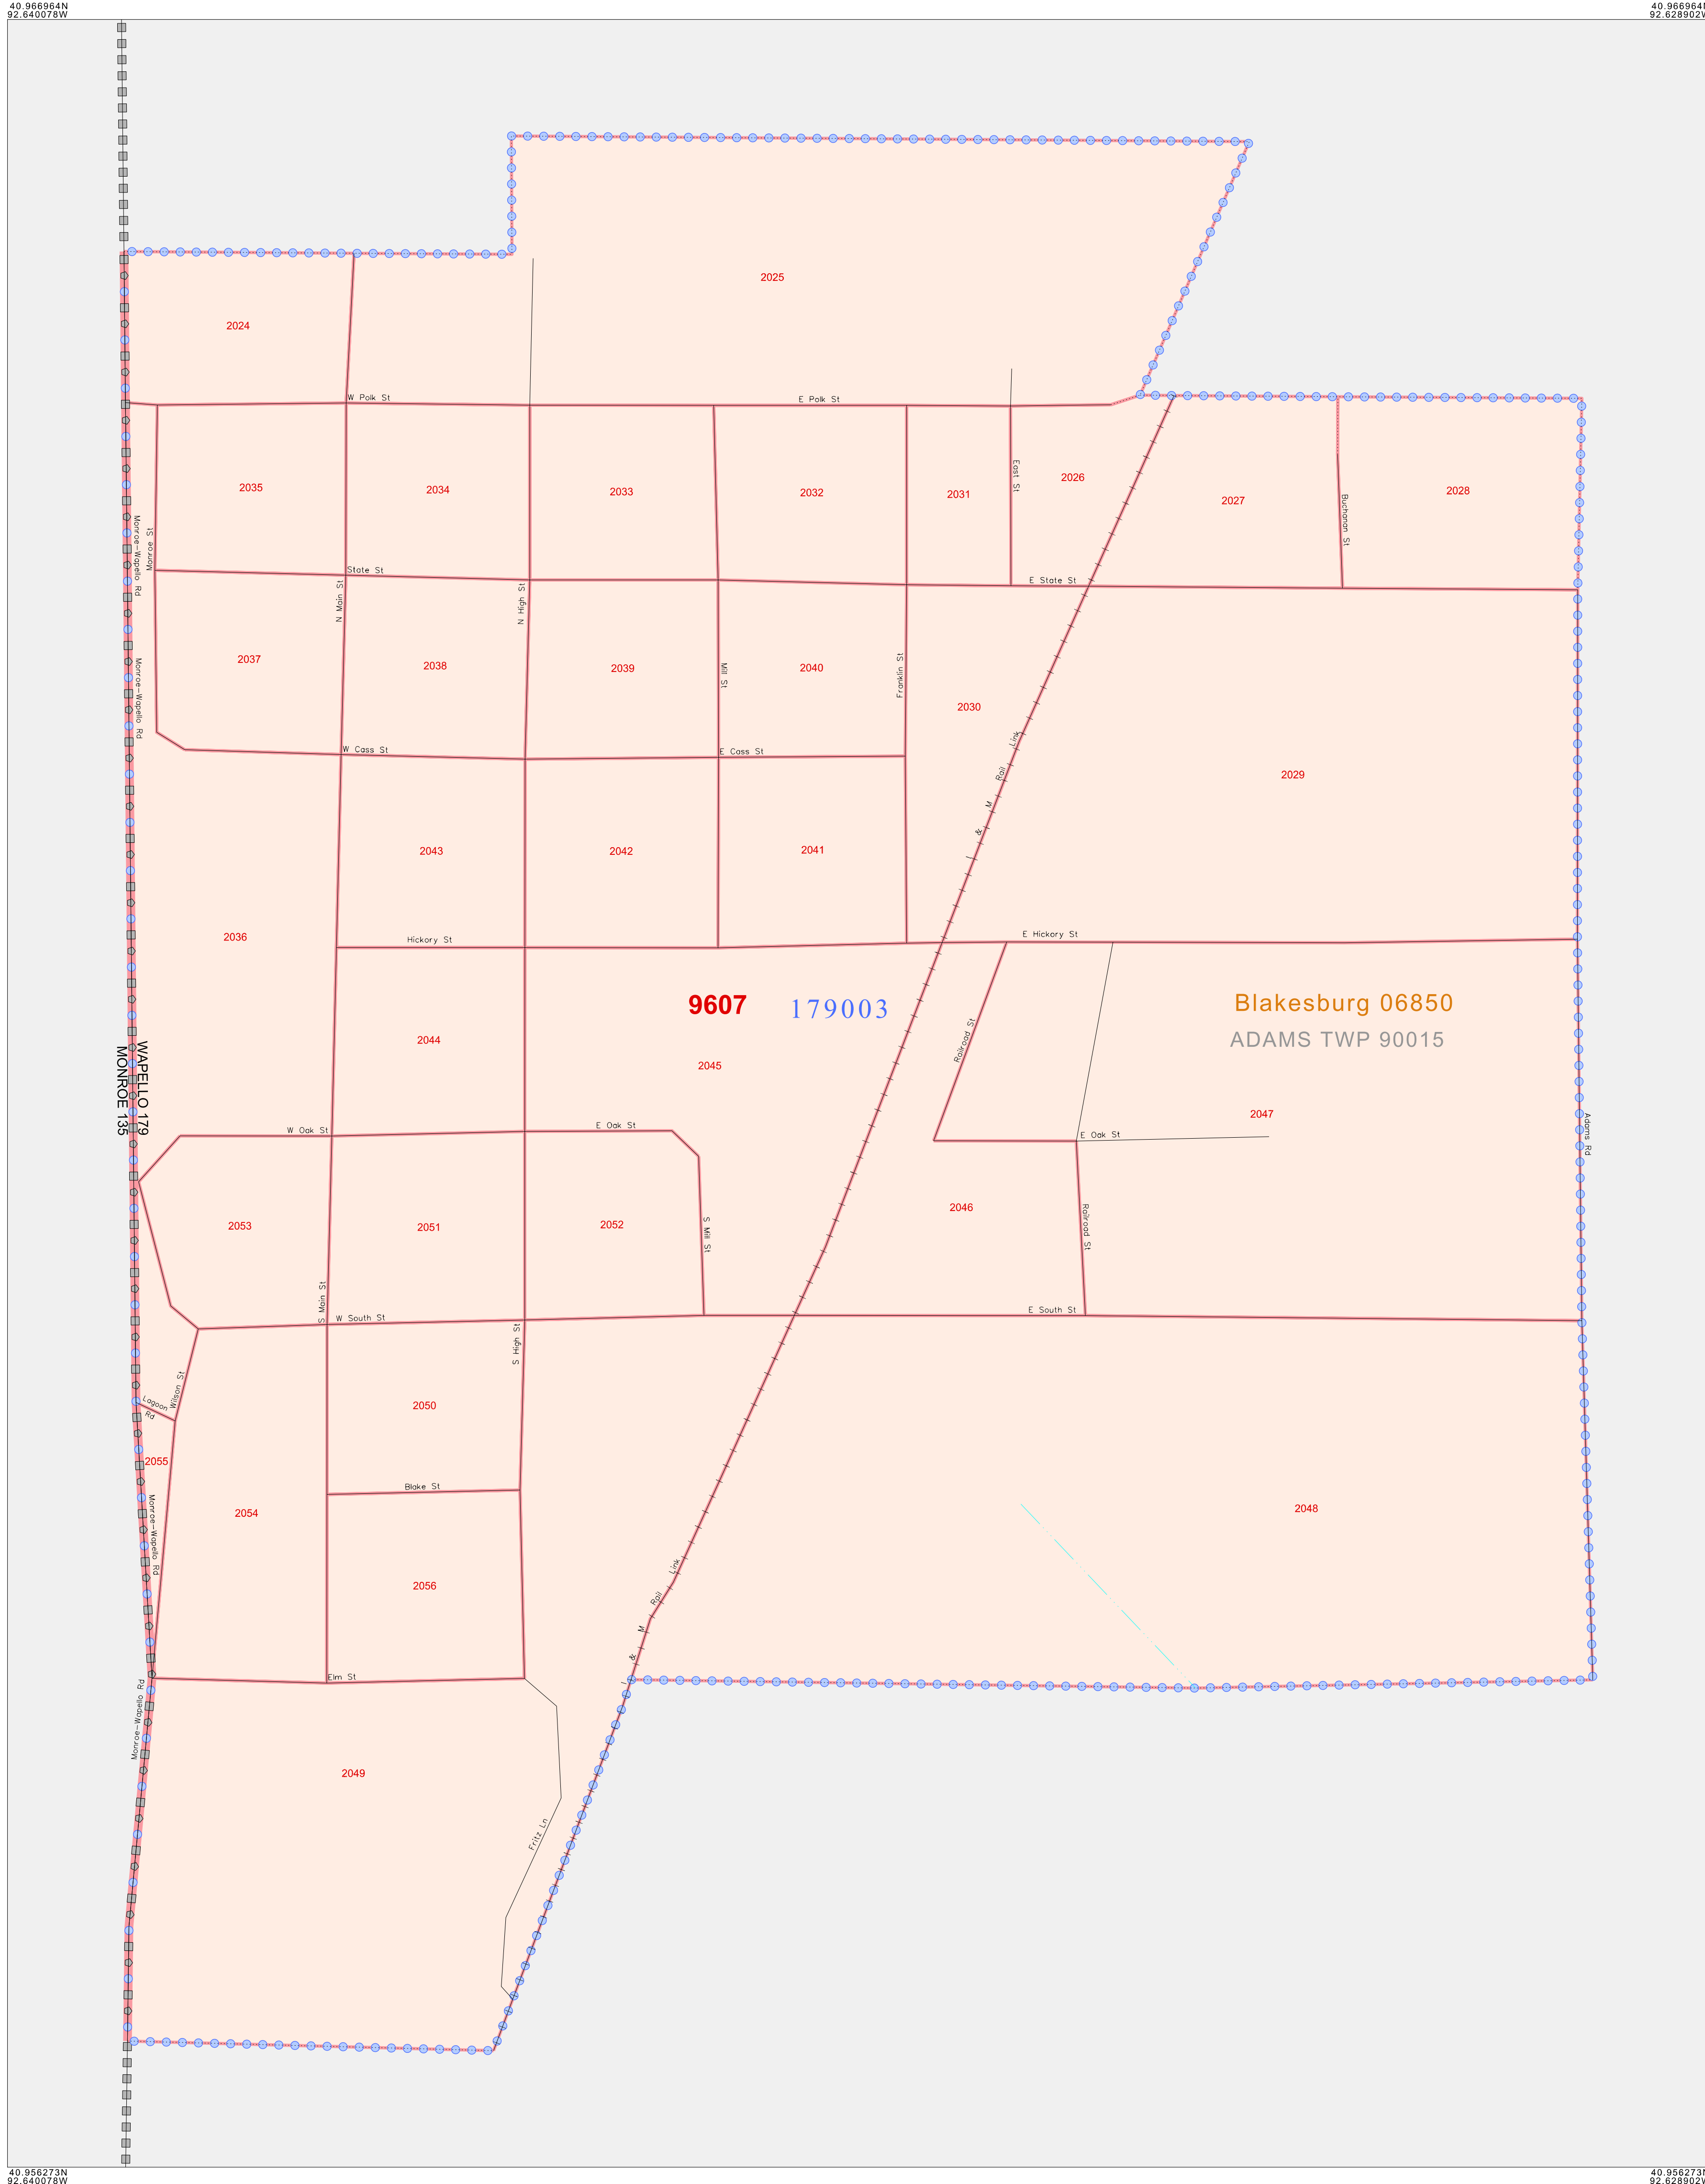 40.966964N
92.640078W
40.966964N
92.628902W
2025
2024
W Polk St
E Polk St
2035
2034
2033
2032
2031
East St
2026
2027
Buchanan St
2028
Monroe-Wapello Rd
Monroe St
State St
E State St
N Main St
N High St
2037
2038
2039
Mill St
2040
Franklin St
2030
Monroe-Wapello Rd
W Cass St
E Cass St
I & M Rail Link
2029
2043
2042
2041
2036
Hickory St
E Hickory St
9607
179003
Blakesburg 06850
ADAMS TWP 90015
2044
2045
Railroad St
WAPELLO 179
MONROE 135
2047
Adams Rd
W Oak St
E Oak St
E Oak St
2053
2051
2052
S Mill St
2046
Railroad St
S Main St
W South St
E South St
S High St
Lagoon Rd
Wilson St
2050
2055
Blake St
2054
Monroe-Wapello Rd
2048
2056
I & M Rail Link
Elm St
Monroe-Wapello Rd
2049
Fritz Ln
40.956273N
92.640078W
40.956273N
92.628902W